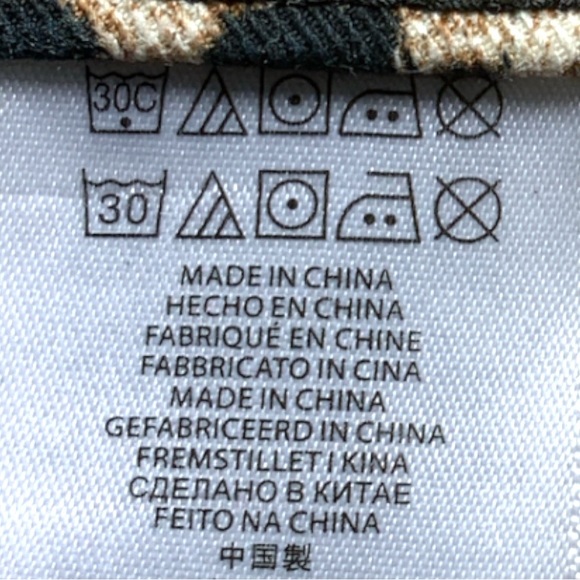 30C
30
MADE IN CHINA
HECHO EN CHINA
FABRIQUÉ EN CHINE
FABBRICATO IN CINA
MADE IN CHINA
GEFABRICEERD IN CHINA
FREMSTILLET I KINA
СДЕЛАНО В КИТАЕ
FEITO NA CHINA
中国製